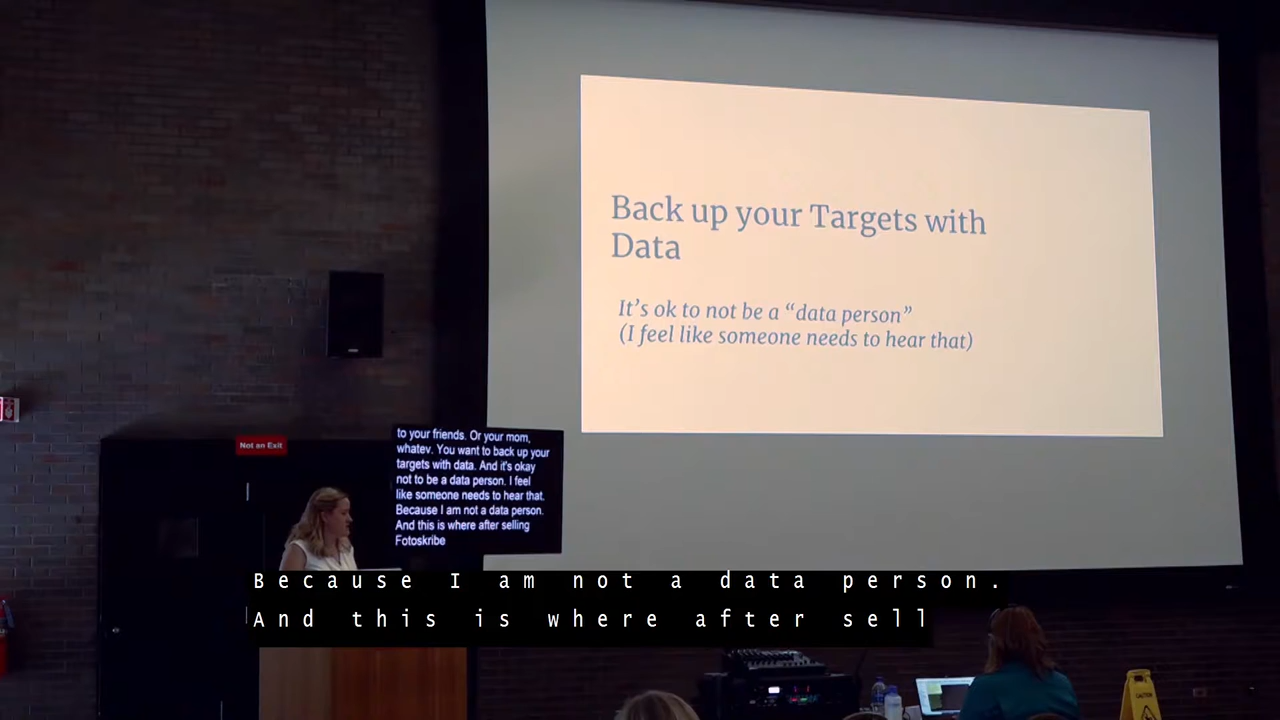 Back up your Targets with
Data
It's ok to not be a “data person”
(I feel like someone needs to hear that)
Not an Exit
to your friends. Or your mom,
whatev. You want to back up your
targets with data. And it's okay
not to be a data person. I feel
like someone needs to hear that.
Because I am not a data person.
And this is where after selling
Fotoskribe
Because I am not a data person.
And this is where after sell
CAUTION